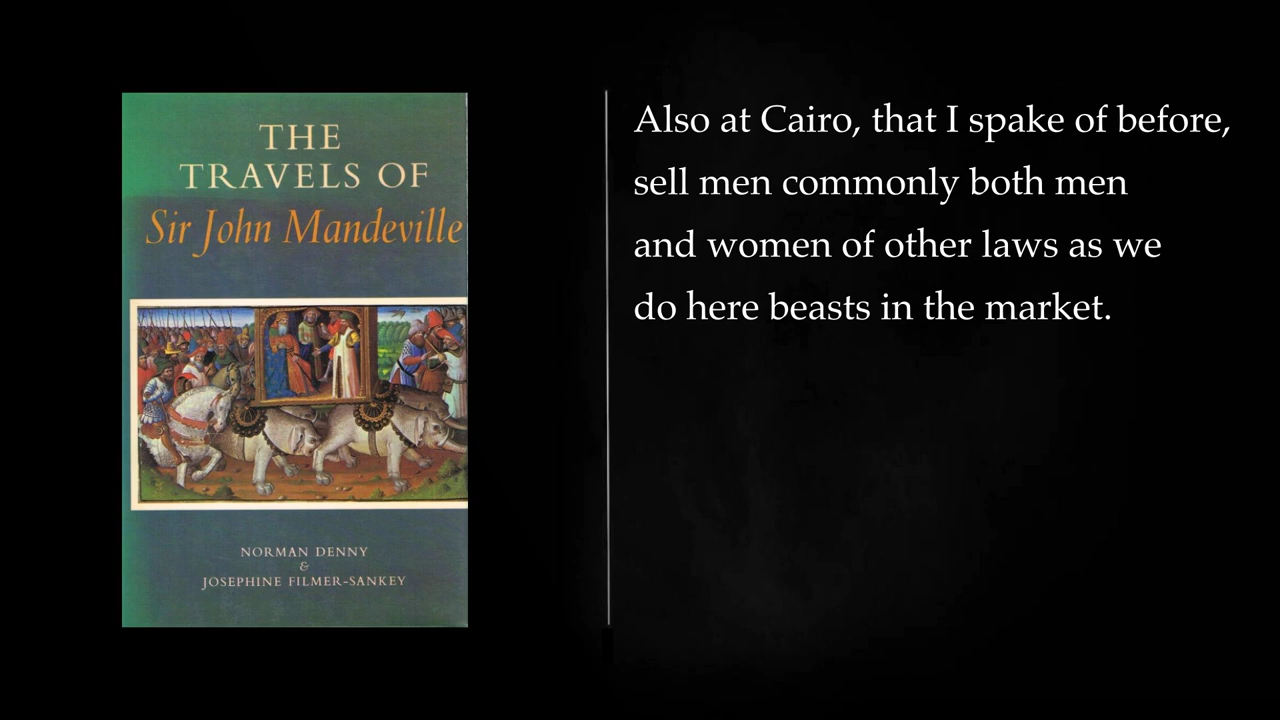 THE
TRAVELS OF
Sir John Mandeville
NORMAN DENNY
&
JOSEPHINE FILMER-SANKEY
Also at Cairo, that I spake of before,
sell men commonly both men
and women of other laws as we
do here beasts in the market.